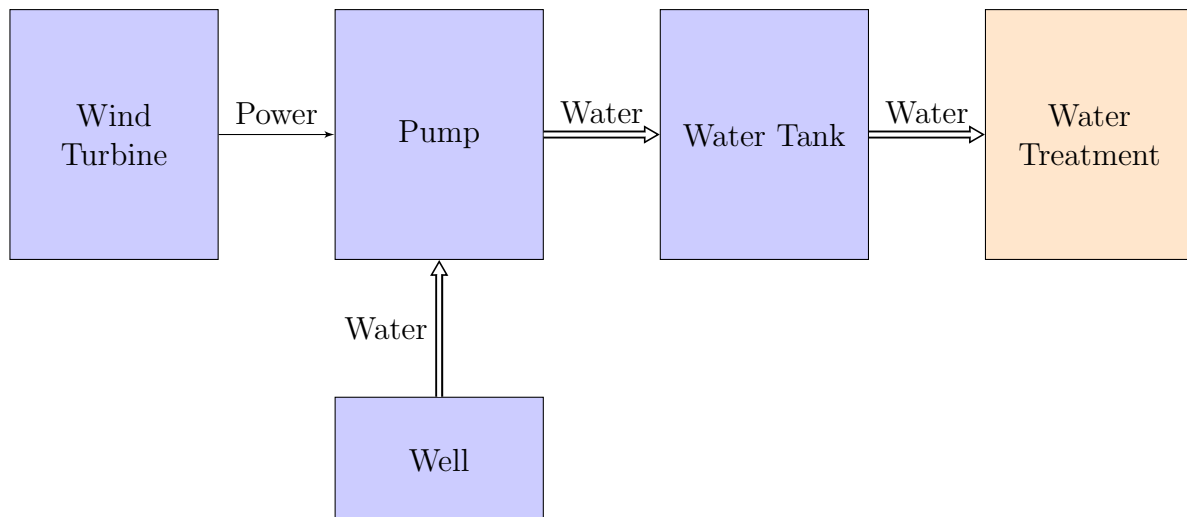 Wind
Turbine
Power
Pump
Water
Water Tank
Water
Water
Treatment
Water
Well